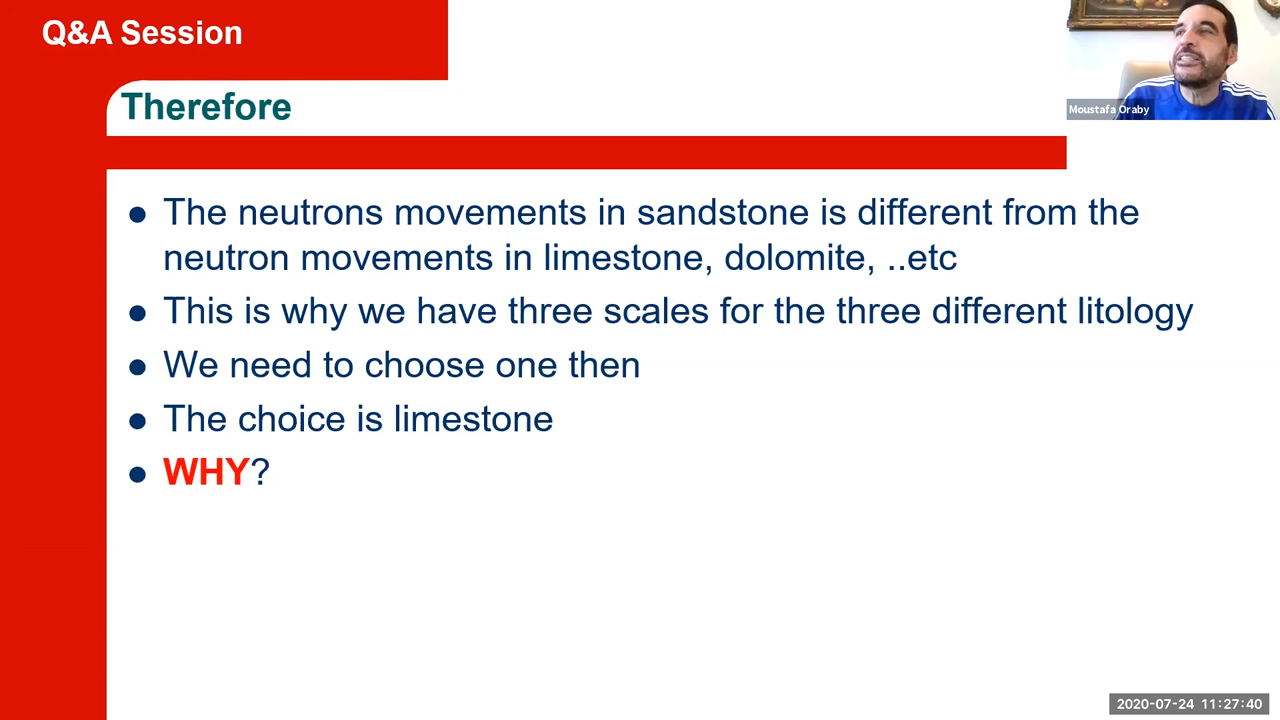 Q&A Session
Therefore
Moustafa Oraby
● The neutrons movements in sandstone is different from the
neutron movements in limestone, dolomite, ..etc
● This is why we have three scales for the three different litology
● We need to choose one then
● The choice is limestone
● WHY?
2020-07-24 11:27:40